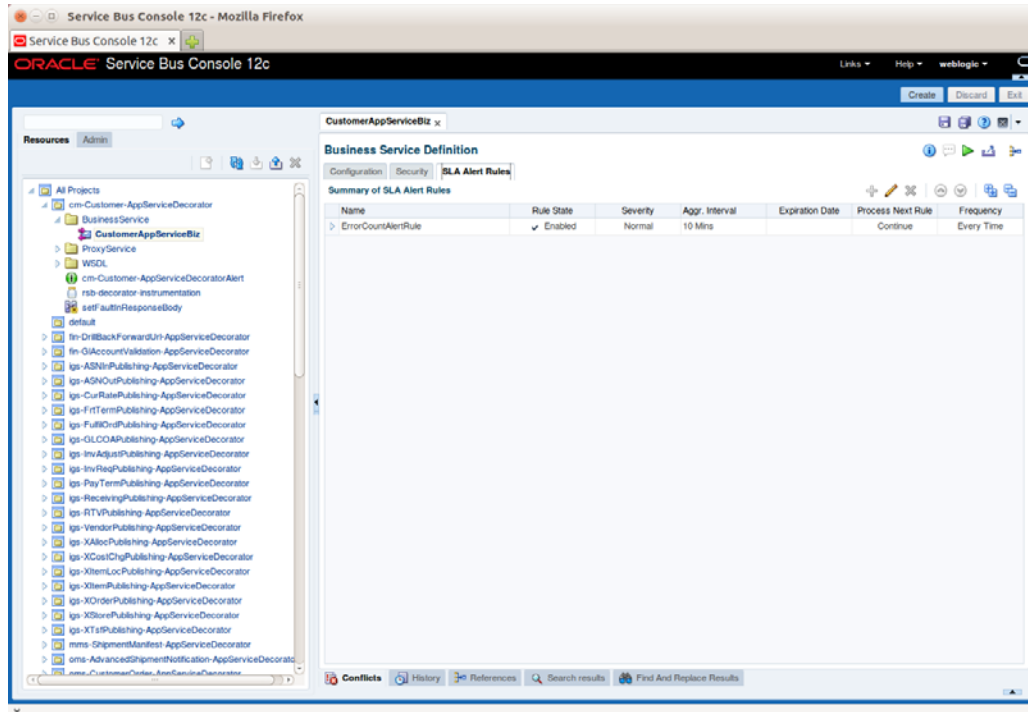 Service Bus Console 12c - Mozilla Firefox
Service Bus Console 12c
ORACLE Service Bus Console 12c
Links Help weblogic
Create Discard Exit
CustomerAppServiceBiz
Resources Admin
Business Service Definition
Configuration Security SLA Alert Rules
Summary of SLA Alert Rules
Name Rule State Severity Aggr. Interval Expiration Date Process Next Rule Frequency
ErrorCountAlertRule Enabled Normal 10 Mins Continue Every Time
All Projects
cm-Customer-AppServiceDecorator
BusinessService
CustomerAppServiceBiz
ProxyService
WSDL
cm-Customer-AppServiceDecoratorAlert
rsb-decorator-instrumentation
setFaultInResponseBody
default
fin-DrillBackForwardUrl-AppServiceDecorator
fin-GlAccountValidation-AppServiceDecorator
igs-ASNInPublishing-AppServiceDecorator
igs-ASNOutPublishing-AppServiceDecorator
igs-CurRatePublishing-AppServiceDecorator
igs-FrtTermPublishing-AppServiceDecorator
igs-FulfilOrdPublishing-AppServiceDecorator
igs-GLCOAPublishing-AppServiceDecorator
igs-InvAdjustPublishing-AppServiceDecorator
igs-InvReqPublishing-AppServiceDecorator
igs-PayTermPublishing-AppServiceDecorator
igs-ReceivingPublishing-AppServiceDecorator
igs-RTVPublishing-AppServiceDecorator
igs-VendorPublishing-AppServiceDecorator
igs-XAllocPublishing-AppServiceDecorator
igs-XCostChgPublishing-AppServiceDecorator
igs-XItemLocPublishing-AppServiceDecorator
igs-XItemPublishing-AppServiceDecorator
igs-XOrderPublishing-AppServiceDecorator
igs-XStorePublishing-AppServiceDecorator
igs-XTsfPublishing-AppServiceDecorator
mms-ShipmentManifest-AppServiceDecorator
oms-AdvancedShipmentNotification-AppServiceDecorato
oms-CustomerOrder-AppServiceDecorator
Conflicts History References Search results Find And Replace Results